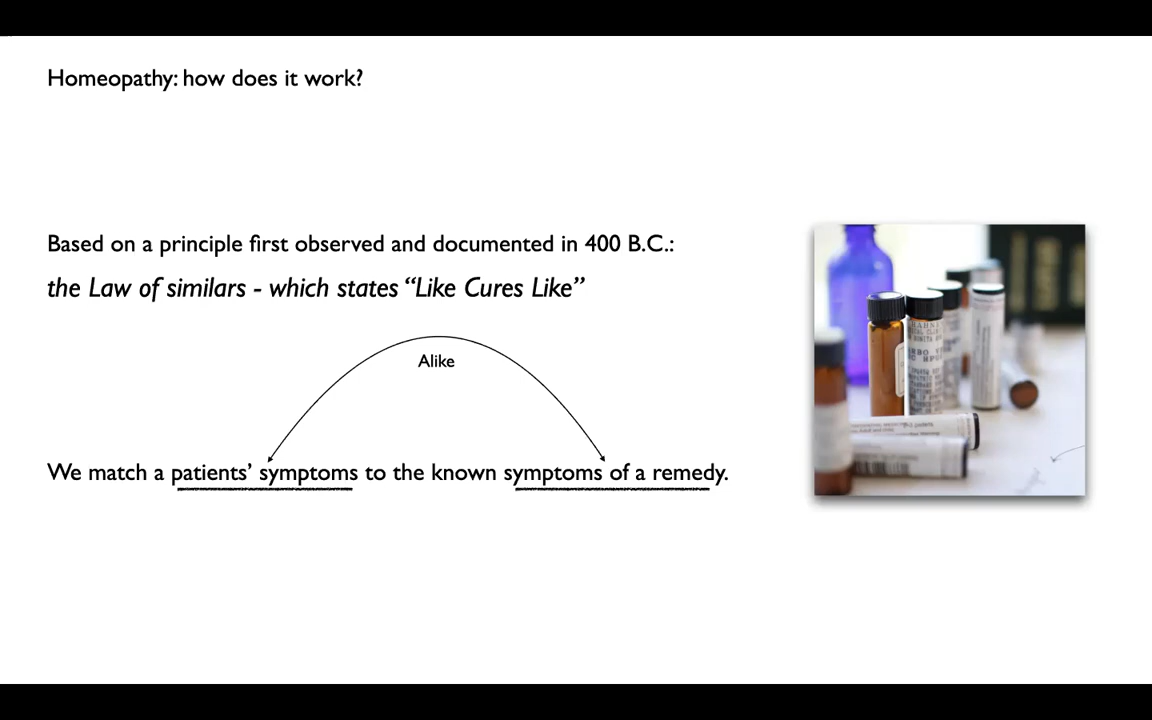 Homeopathy: how does it work?
Based on a principle first observed and documented in 400 B.C.:
the Law of similars - which states “Like Cures Like”
Alike
We match a patients’ symptoms to the known symptoms of a remedy.